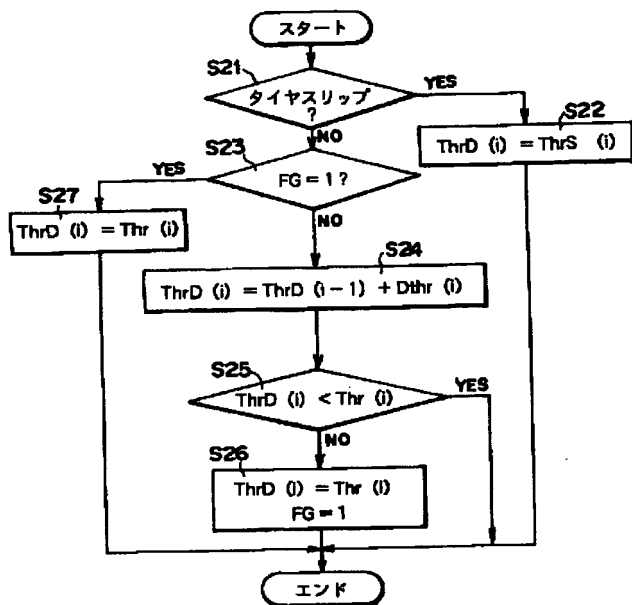 スタート
S21
タイヤスリップ
?
YES
NO
S22
ThrD (i) = ThrS (i)
S23
FG = 1 ?
YES
NO
S27
ThrD (i) = Thr (i)
S24
ThrD (i) = ThrD (i - 1) + Dthr (i)
S25
ThrD (i) < Thr (i)
YES
NO
S26
ThrD (i) = Thr (i)
FG = 1
エンド